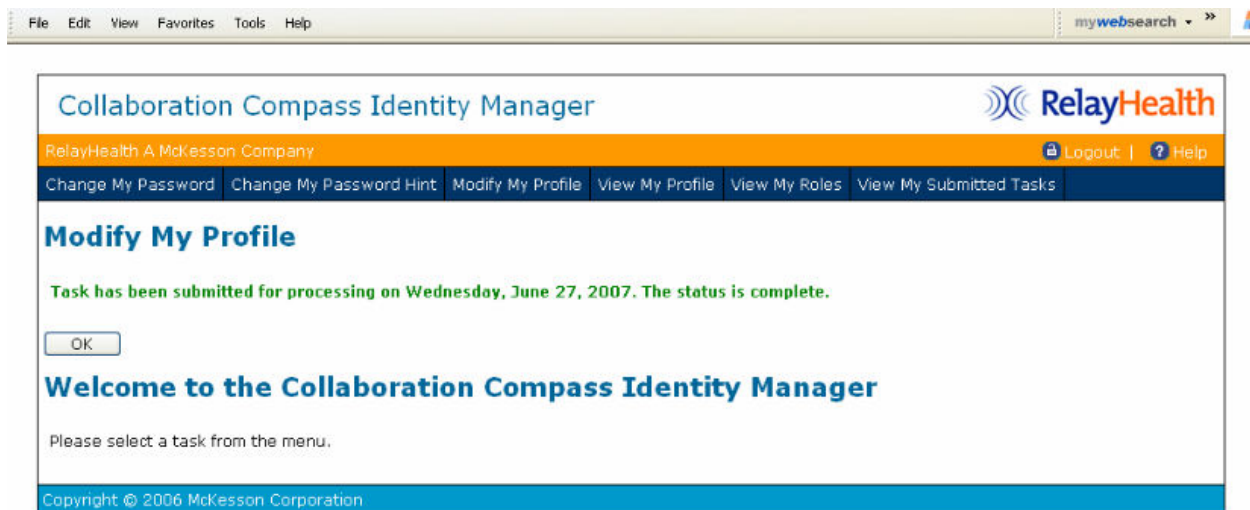 File Edit View Favorites Tools Help mywebsearch
Collaboration Compass Identity Manager RelayHealth
RelayHealth A McKesson Company Logout | ? Help
Change My Password Change My Password Hint Modify My Profile View My Profile View My Roles View My Submitted Tasks
Modify My Profile
Task has been submitted for processing on Wednesday, June 27, 2007. The status is complete.
OK
Welcome to the Collaboration Compass Identity Manager
Please select a task from the menu.
Copyright © 2006 McKesson Corporation